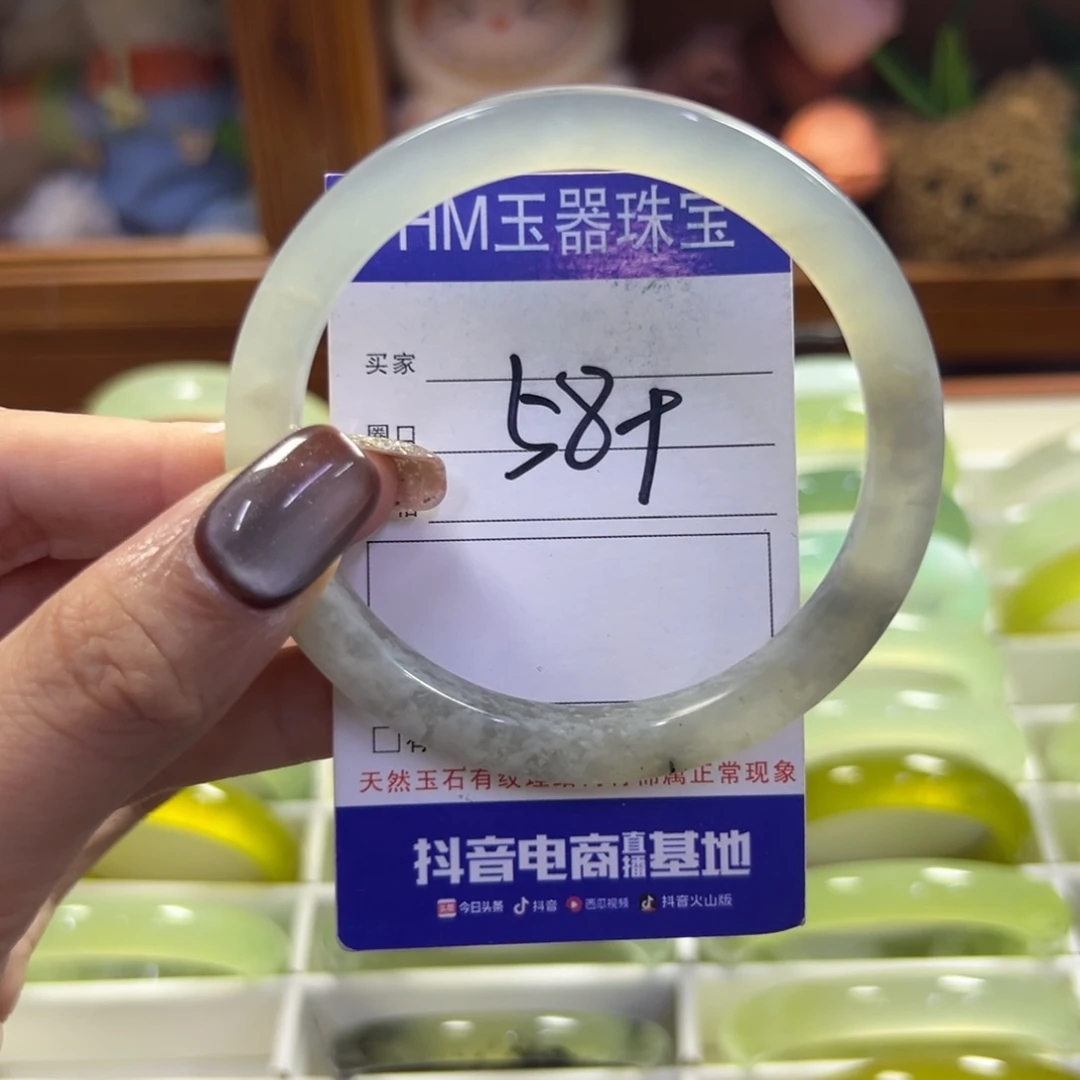 HM玉器珠宝
买家
58+
圈口
天然玉石有纹理 属正常现象
抖音电商直播基地
今日头条 抖音 西瓜视频 抖音火山版